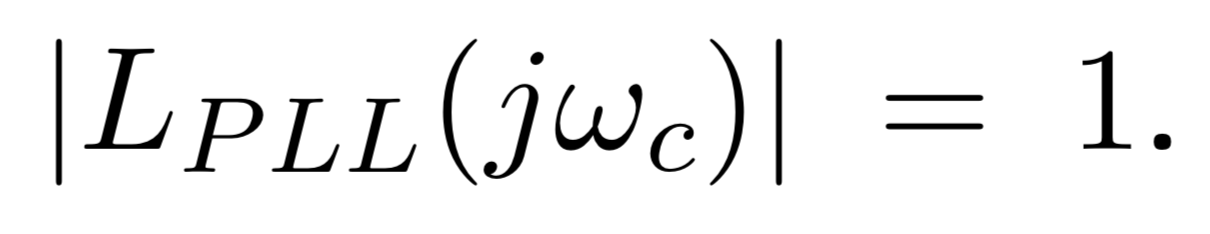 |L_{PLL}(jω_c)| = 1.